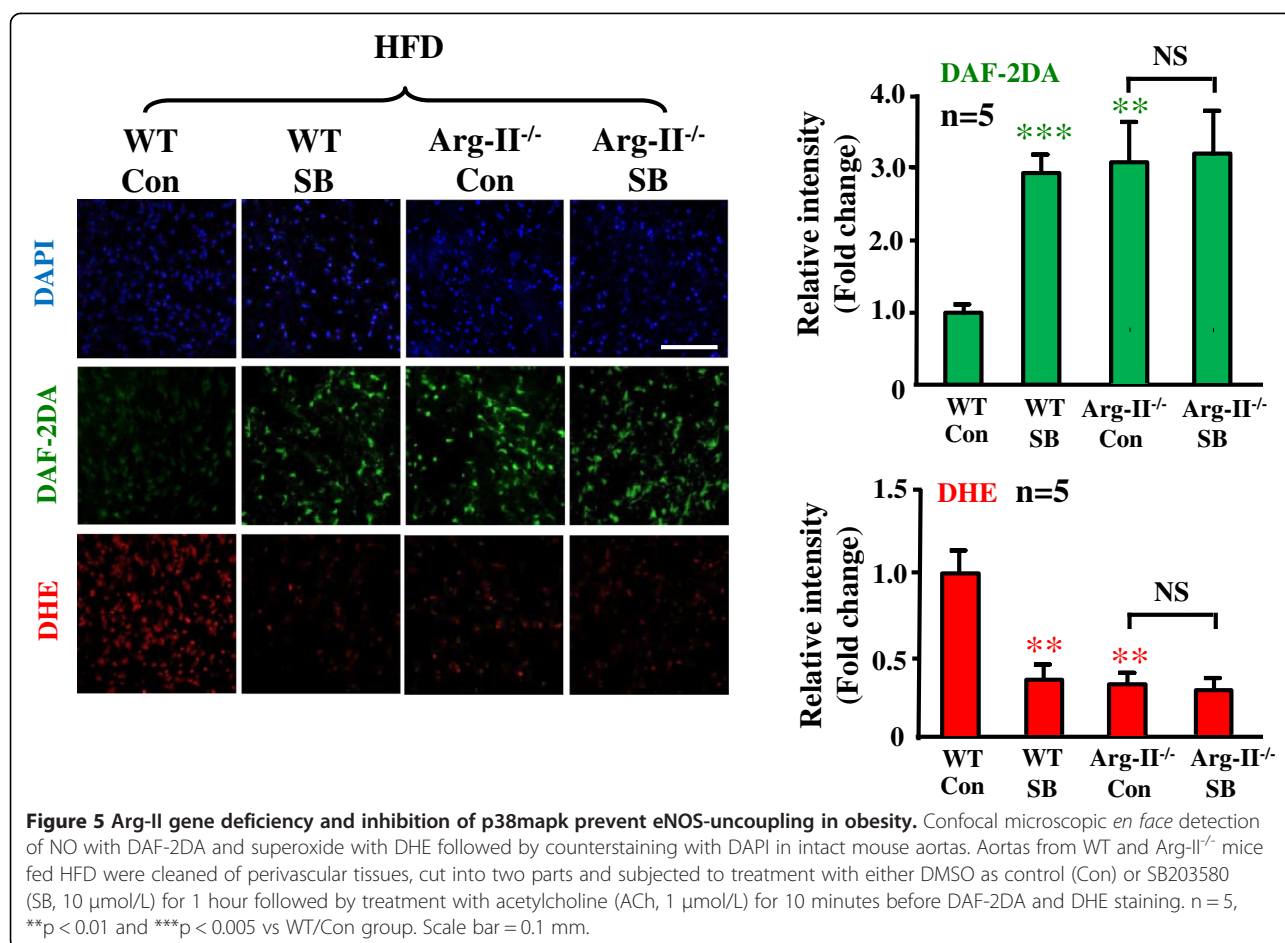 HFD
WT Con
WT SB
Arg-II-/- Con
Arg-II-/- SB
DAPI
DAF-2DA
DHE
DAF-2DA
n=5
NS
***
**
Relative intensity
(Fold change)
4.0
3.0
2.0
1.0
0
WT Con
WT SB
Arg-II-/- Con
Arg-II-/- SB
DHE n=5
NS
**
**
Relative intensity
(Fold change)
1.5
1.0
0.5
0
WT Con
WT SB
Arg-II-/- Con
Arg-II-/- SB
Figure 5 Arg-II gene deficiency and inhibition of p38mapk prevent eNOS-uncoupling in obesity. Confocal microscopic en face detection
of NO with DAF-2DA and superoxide with DHE followed by counterstaining with DAPI in intact mouse aortas. Aortas from WT and Arg-II-/- mice
fed HFD were cleaned of perivascular tissues, cut into two parts and subjected to treatment with either DMSO as control (Con) or SB203580
(SB, 10 μmol/L) for 1 hour followed by treatment with acetylcholine (ACh, 1 μmol/L) for 10 minutes before DAF-2DA and DHE staining. n = 5,
**p < 0.01 and ***p < 0.005 vs WT/Con group. Scale bar = 0.1 mm.